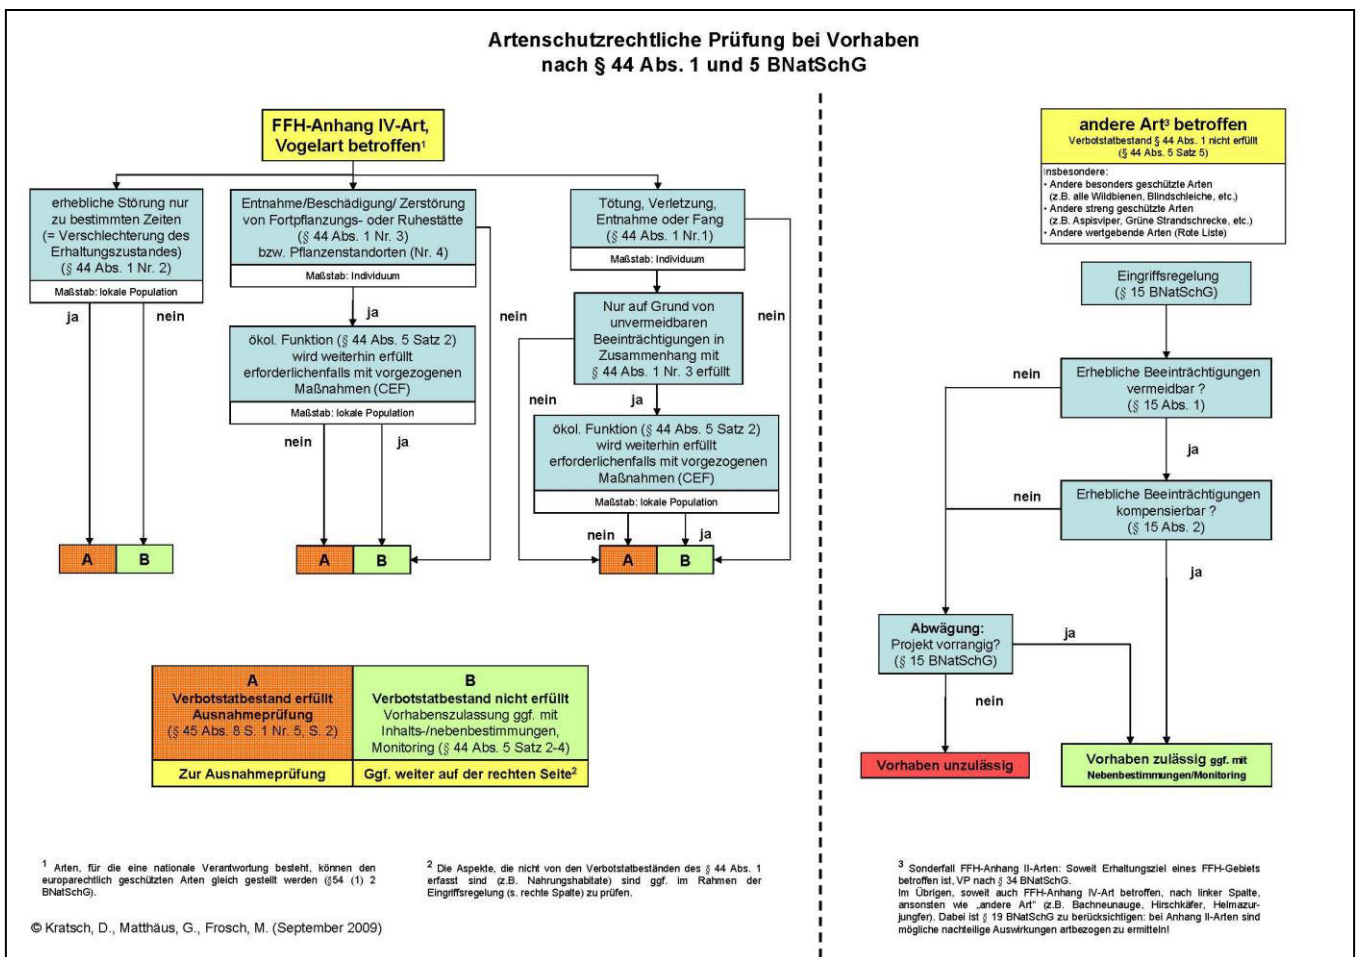 Artenschutzrechtliche Prüfung bei Vorhaben
nach § 44 Abs. 1 und 5 BNatSchG
FFH-Anhang IV-Art,
Vogelart betroffen¹
erhebliche Störung nur
zu bestimmten Zeiten
(= Verschlechterung des
Erhaltungszustandes)
(§ 44 Abs. 1 Nr. 2)
Maßstab: lokale Population
ja
nein
A
B
Entnahme/Beschädigung/ Zerstörung
von Fortpflanzungs- oder Ruhestätte
(§ 44 Abs. 1 Nr. 3)
bzw. Pflanzenstandorten (Nr. 4)
Maßstab: Individuum
ja
nein
ökol. Funktion (§ 44 Abs. 5 Satz 2)
wird weiterhin erfüllt
erforderlichenfalls mit vorgezogenen
Maßnahmen (CEF)
Maßstab: lokale Population
nein
ja
A
B
Tötung, Verletzung,
Entnahme oder Fang
(§ 44 Abs. 1 Nr.1)
Maßstab: Individuum
nein
Nur auf Grund von
unvermeidbaren
Beeinträchtigungen in
Zusammenhang mit
§ 44 Abs. 1 Nr. 3 erfüllt
nein
ja
ökol. Funktion (§ 44 Abs. 5 Satz 2)
wird weiterhin erfüllt
erforderlichenfalls mit vorgezogenen
Maßnahmen (CEF)
Maßstab: lokale Population
nein
ja
A
B
A
Verbotstatbestand erfüllt
Ausnahmeprüfung
(§ 45 Abs. 8 S. 1 Nr. 5, S. 2)
Zur Ausnahmeprüfung
B
Verbotstatbestand nicht erfüllt
Vorhabenszulassung ggf. mit
Inhalts-/nebenbestimmungen,
Monitoring (§ 44 Abs. 5 Satz 2-4)
Ggf. weiter auf der rechten Seite²
andere Art³ betroffen
Verbotstatbestand § 44 Abs. 1 nicht erfüllt
(§ 44 Abs. 5 Satz 5)
Insbesondere:
• Andere besonders geschützte Arten
(z.B. alle Wildbienen, Blindschleiche, etc.)
• Andere streng geschützte Arten
(z.B. Aspisviper, Grüne Strandschrecke, etc.)
• Andere wertgebende Arten (Rote Liste)
Eingriffsregelung
(§ 15 BNatSchG)
Erhebliche Beeinträchtigungen
vermeidbar ?
(§ 15 Abs. 1)
nein
ja
Erhebliche Beeinträchtigungen
kompensierbar ?
(§ 15 Abs. 2)
nein
ja
Abwägung:
Projekt vorrangig?
(§ 15 BNatSchG)
ja
nein
Vorhaben unzulässig
Vorhaben zulässig ggf. mit
Nebenbestimmungen/Monitoring
¹ Arten, für die eine nationale Verantwortung besteht, können den
europarechtlich geschützten Arten gleich gestellt werden (§54 (1) 2
BNatSchG).
² Die Aspekte, die nicht von den Verbotstatbeständen des § 44 Abs. 1
erfasst sind (z.B. Nahrungshabitate) sind ggf. im Rahmen der
Eingriffsregelung (s. rechte Spalte) zu prüfen.
³ Sonderfall FFH-Anhang II-Arten: Soweit Erhaltungsziel eines FFH-Gebiets
betroffen ist, VP nach § 34 BNatSchG.
Im Übrigen, soweit auch FFH-Anhang IV-Art betroffen, nach linker Spalte,
ansonsten wie „andere Art“ (z.B. Bachneunauge, Hirschkäfer, Helmazur-
jungfer). Dabei ist § 19 BNatSchG zu berücksichtigen: bei Anhang II-Arten sind
mögliche nachteilige Auswirkungen artbezogen zu ermitteln!
© Kratsch, D., Matthäus, G., Frosch, M. (September 2009)